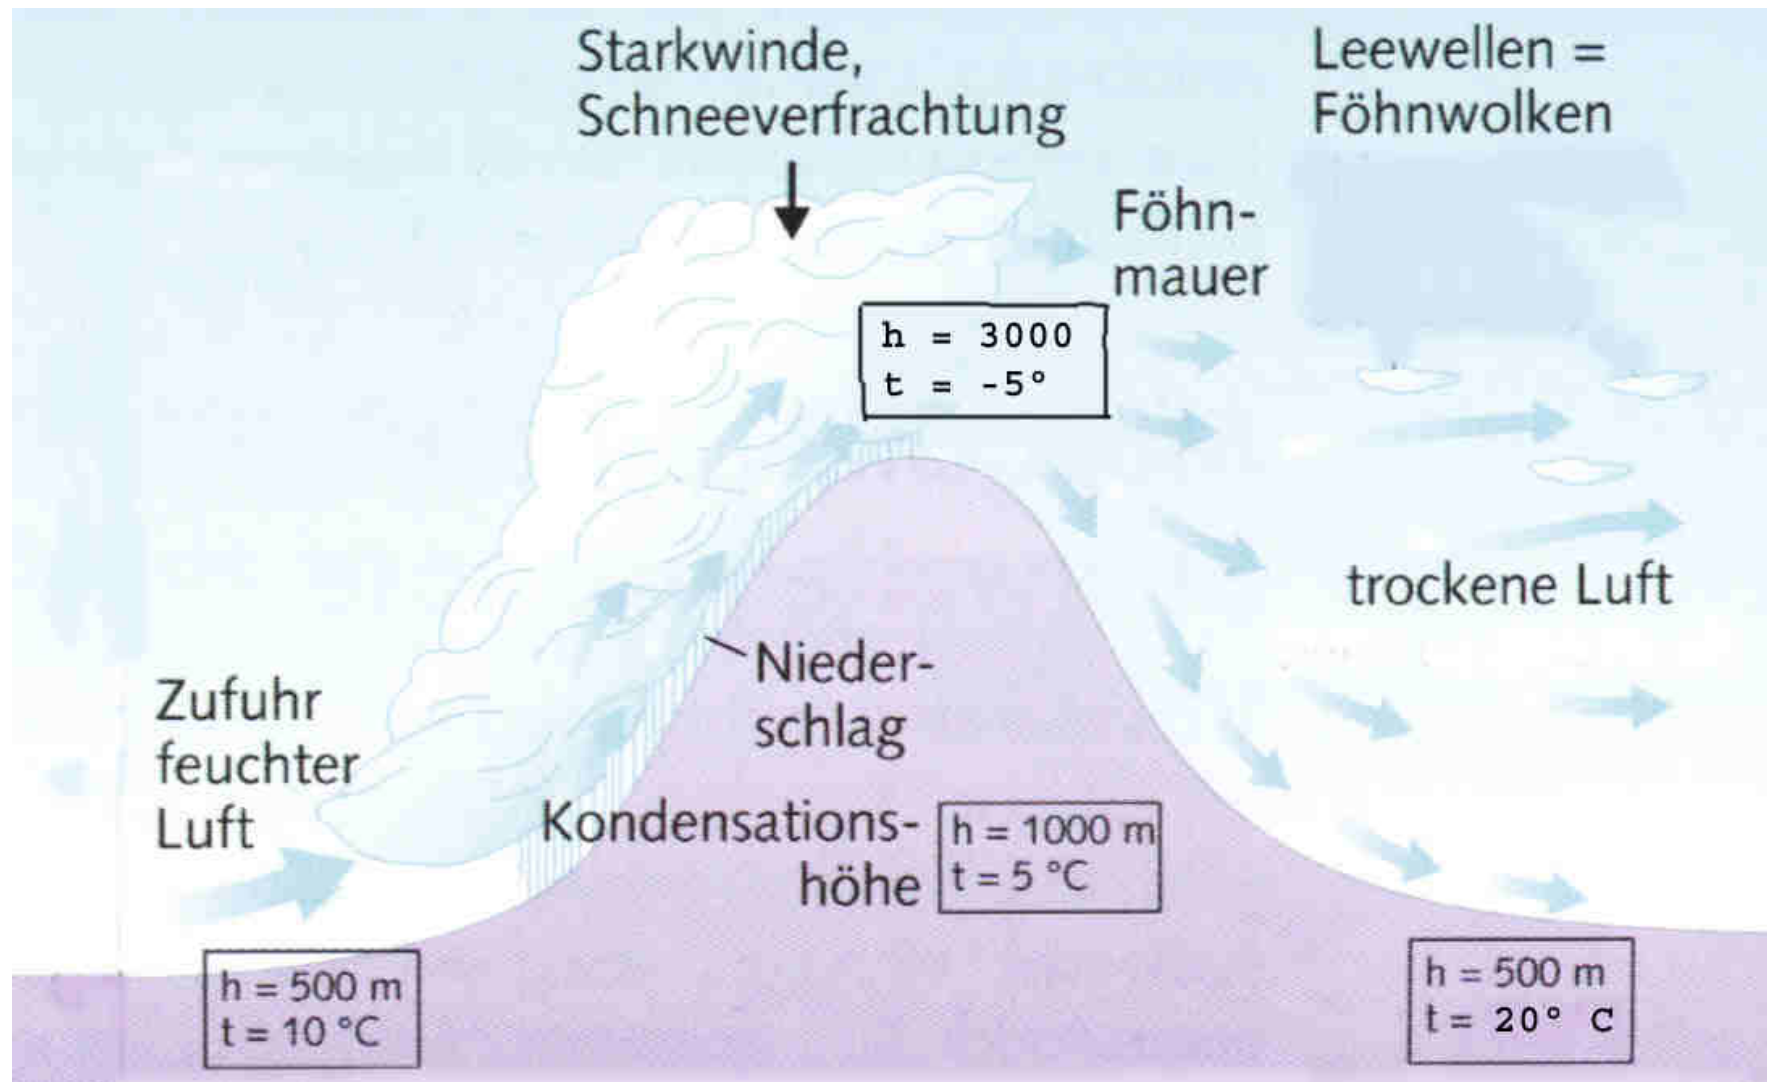 Starkwinde,
Schneeverfrachtung
Leewellen =
Föhnwolken
Föhn-
mauer
h = 3000
t = -5°
trockene Luft
Zufuhr
feuchter
Luft
Nieder-
schlag
Kondensations-
höhe
h = 1000 m
t = 5 °C
h = 500 m
t = 10 °C
h = 500 m
t = 20° C